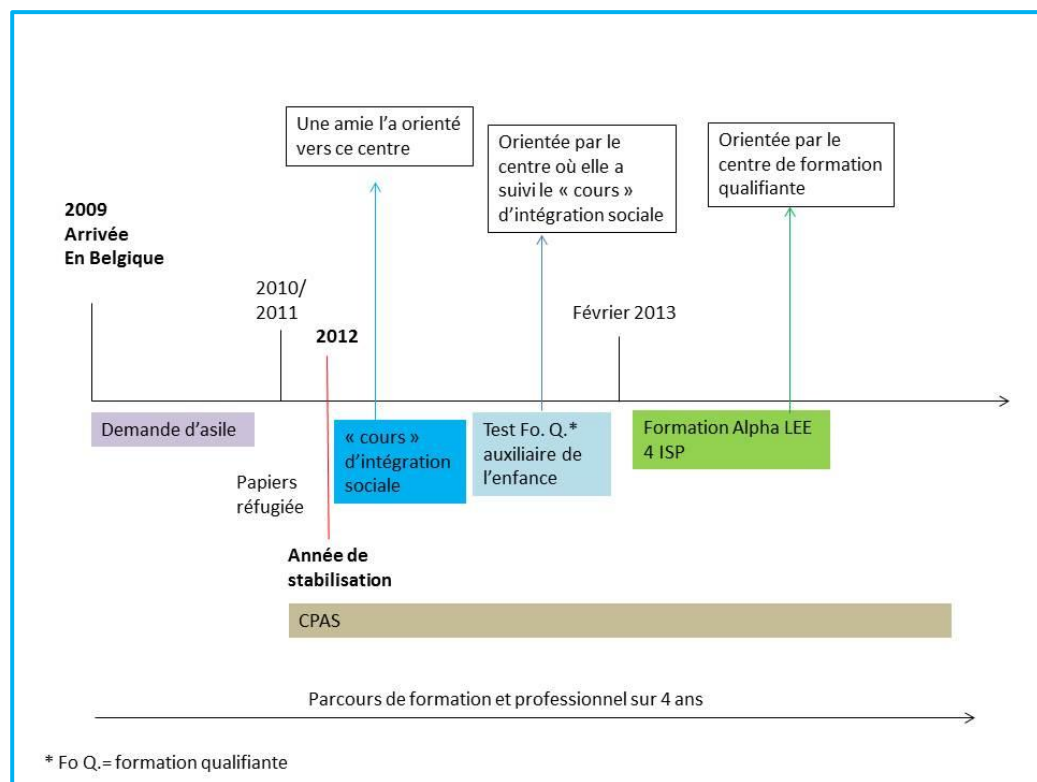 Une amie l'a orienté
vers ce centre
Orientée par le
centre où elle a
suivi le « cours »
d'intégration sociale
Orientée par le
centre de formation
qualifiante
2009
Arrivée
En Belgique
2010/
2011
2012
Février 2013
Demande d'asile
« cours »
d'intégration
sociale
Test Fo. Q.*
auxiliaire de
l'enfance
Formation Alpha LEE
4 ISP
Papiers
réfugiée
Année de
stabilisation
CPAS
Parcours de formation et professionnel sur 4 ans
* Fo Q.= formation qualifiante